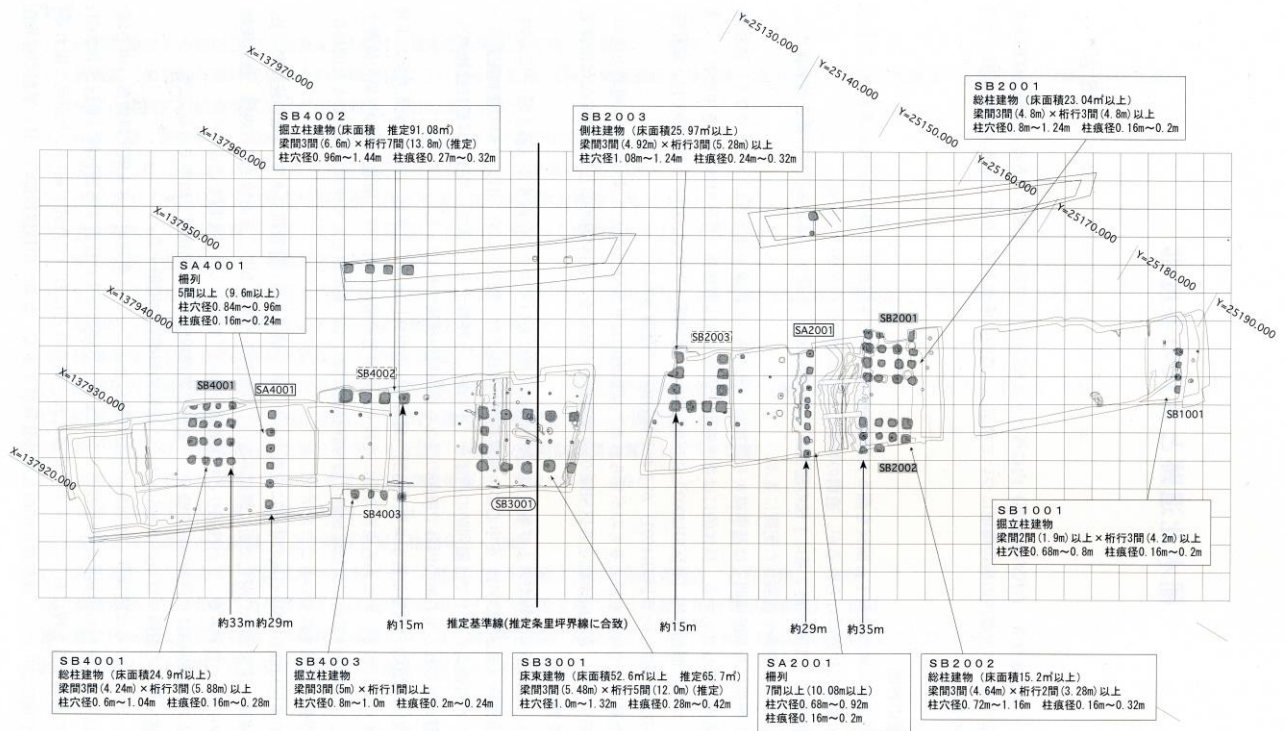 Y=25130.000
Y=25140.000
Y=25150.000
Y=25160.000
Y=25170.000
Y=25180.000
Y=25190.000
X=137970.000
X=137960.000
X=137950.000
X=137940.000
X=137930.000
X=137920.000
SB4002
掘立柱建物(床面積 推定91.08㎡)
梁間3間(6.6m)×桁行7間(13.8m)(推定)
柱穴径0.96m～1.44m 柱痕径0.27m～0.32m
SB2003
側柱建物 (床面積25.97㎡以上)
梁間3間(4.92m)×桁行3間(5.28m)以上
柱穴径1.08m～1.24m 柱痕径0.24m～0.32m
SB2001
総柱建物 (床面積23.04㎡以上)
梁間3間(4.8m)×桁行3間(4.8m)以上
柱穴径0.8m～1.24m 柱痕径0.16m～0.2m
SA4001
柵列
5間以上 (9.6m以上)
柱穴径0.84m～0.96m
柱痕径0.16m～0.24m
SB4001
SA4001
SB4002
SB4003
SB3001
SB2003
SA2001
SB2001
SB2002
SB1001
SB1001
掘立柱建物
梁間2間(1.9m)以上×桁行3間(4.2m)以上
柱穴径0.68m～0.8m 柱痕径0.16m～0.2m
約33m
約29m
約15m
推定基準線(推定条里坪界線に合致)
約15m
約29m
約35m
SB4001
総柱建物 (床面積24.9㎡以上)
梁間3間(4.24m)×桁行3間(5.88m)以上
柱穴径0.6m～1.04m 柱痕径0.16m～0.28m
SB4003
掘立柱建物
梁間3間(5m)×桁行1間以上
柱穴径0.8m～1.0m 柱痕径0.2m～0.24m
SB3001
床束建物 (床面積52.6㎡以上 推定65.7㎡)
梁間3間(5.48m)×桁行5間(12.0m)(推定)
柱穴径1.0m～1.32m 柱痕径0.28m～0.42m
SA2001
柵列
7間以上(10.08m以上)
柱穴径0.68m～0.92m
柱痕径0.16m～0.2m
SB2002
総柱建物 (床面積15.2㎡以上)
梁間3間(4.64m)×桁行2間(3.28m)以上
柱穴径0.72m～1.16m 柱痕径0.16m～0.32m